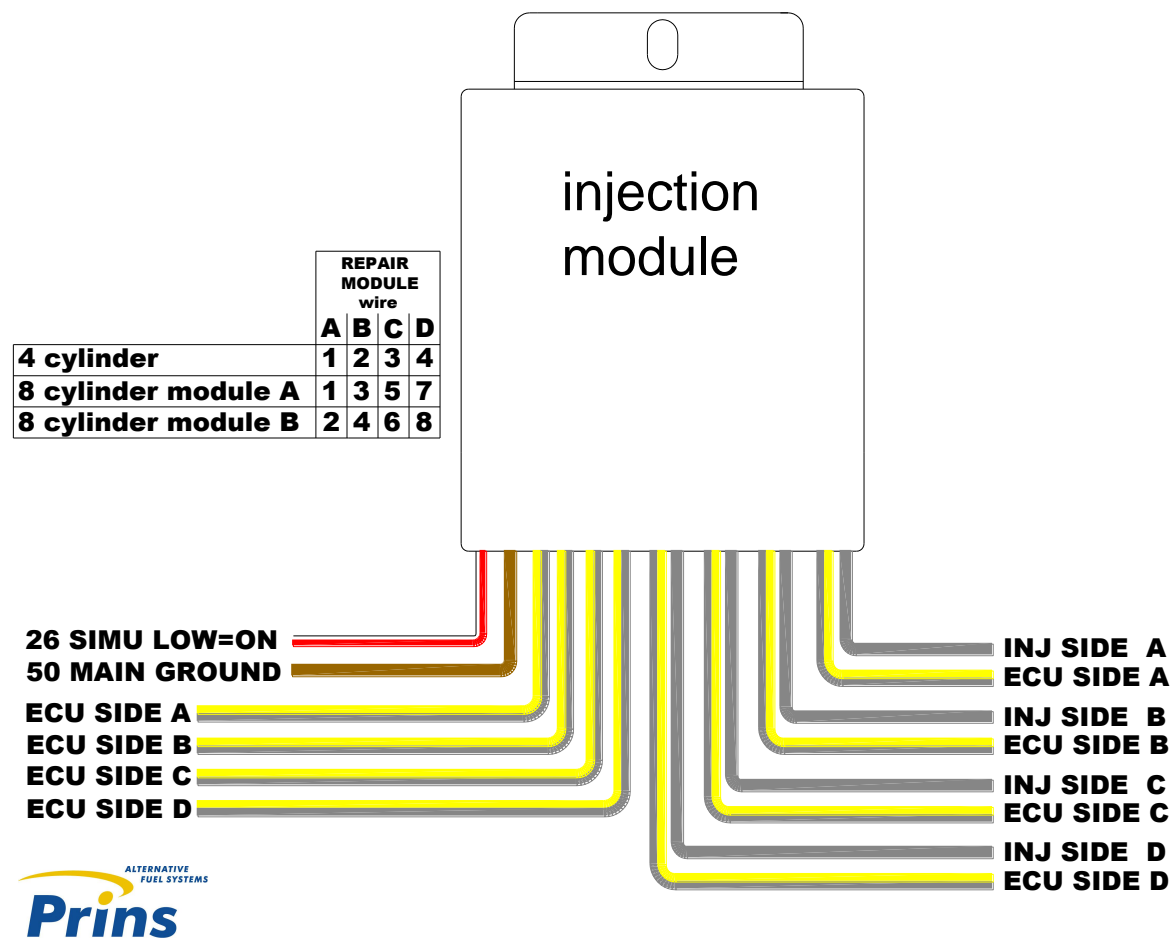 injection
module
REPAIR
MODULE
wire
A B C D
4 cylinder 1 2 3 4
8 cylinder module A 1 3 5 7
8 cylinder module B 2 4 6 8
26 SIMU LOW=ON
50 MAIN GROUND
ECU SIDE A
ECU SIDE B
ECU SIDE C
ECU SIDE D
INJ SIDE A
ECU SIDE A
INJ SIDE B
ECU SIDE B
INJ SIDE C
ECU SIDE C
INJ SIDE D
ECU SIDE D
ALTERNATIVE
FUEL SYSTEMS
Prins